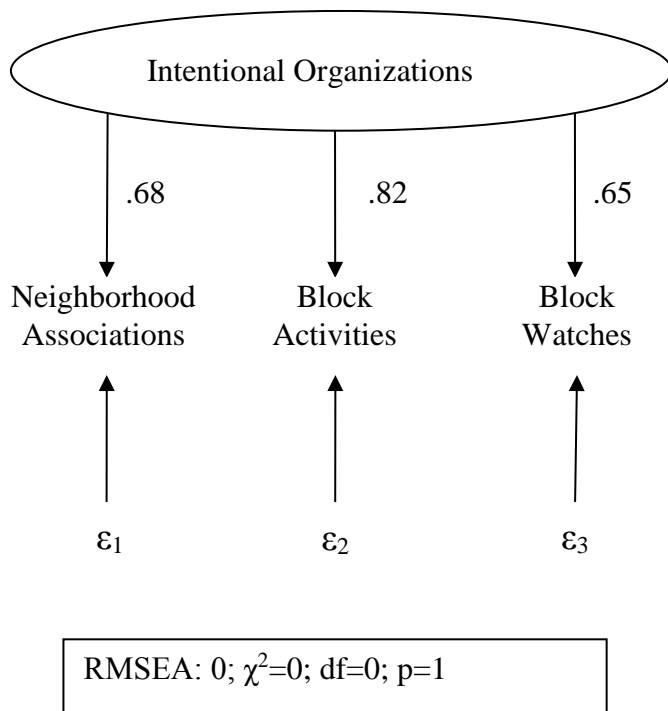 Intentional Organizations
.68 .82 .65
Neighborhood Block Block
Associations Activities Watches
ε₁ ε₂ ε₃
RMSEA: 0; χ²=0; df=0; p=1